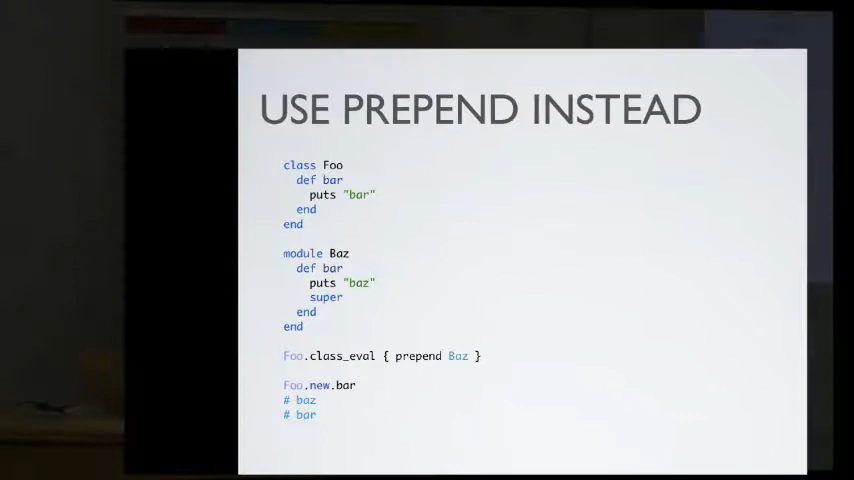 USE PREPEND INSTEAD
class Foo
  def bar
    puts "bar"
  end
end
module Baz
  def bar
    puts "baz"
    super
  end
end
Foo.class_eval { prepend Baz }
Foo.new.bar
# baz
# bar